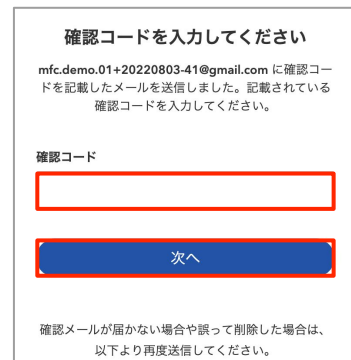 確認コードを入力してください
mfc.demo.01+20220803-41@gmail.com に確認コー
ドを記載したメールを送信しました。記載されている
確認コードを入力してください。
確認コード
次へ
確認メールが届かない場合や誤って削除した場合は、
以下より再度送信してください。